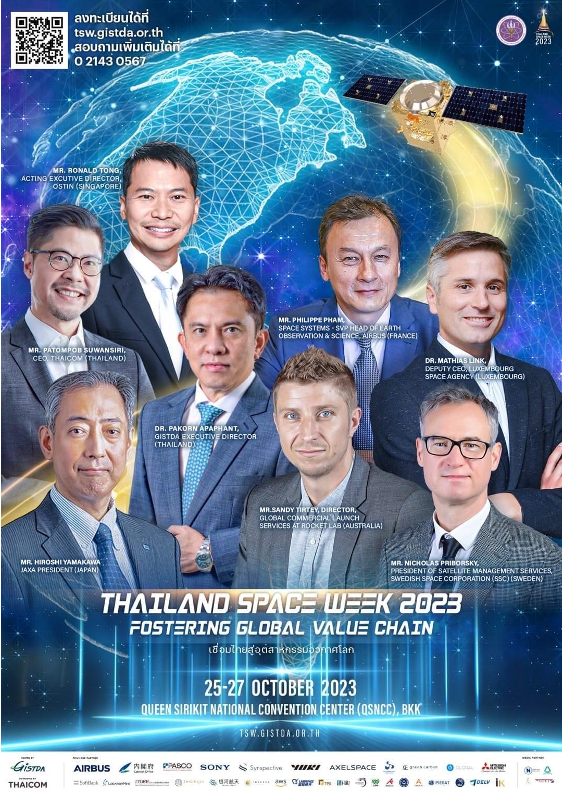 ลงทะเบียนได้ที่
tsw.gistda.or.th
สอบถามเพิ่มเติมได้ที่
0 2143 0567
2023
MR. RONALD TONG,
ACTING EXCUTIVE DIRECTOR,
OSTIN (SINGAPORE)
MR. PHILIPPE PHAM,
SPACE SYSTEMS - SVP HEAD OF EARTH
OBSERVATION & SCIENCE, AIRBUS (FRANCE)
MR. PATOMPOB SUWANSIRI,
CEO, THAICOM (THAILAND)
DR. MATHIAS LINK,
DEPUTY CEO, LUXEMBOURG
SPACE AGENCY (LUXEMBOURG)
DR. PAKORN APAPHANT,
GISTDA EXECUTIVE DIRECTOR
(THAILAND)
MR.SANDY TIRTEY, DIRECTOR,
GLOBAL COMMERCIAL LAUNCH
SERVICES AT ROCKET LAB (AUSTRALIA)
MR. HIROSHI YAMAKAWA
JAXA PRESIDENT (JAPAN)
MR. NICHOLAS PRIBORSKY,
PRESIDENT OF SATELLITE MANAGEMENT SERVICES,
SWEDISH SPACE CORPORATION (SSC) (SWEDEN)
THAILAND SPACE WEEK 2023
FOSTERING GLOBAL VALUE CHAIN
เชื่อมไทยสู่อุตสาหกรรมอวกาศโลก
25-27 OCTOBER 2023
QUEEN SIRIKIT NATIONAL CONVENTION CENTER (QSNCC), BKK
TSW.GISTDA.OR.TH
GISTDA AIRBUS 内閣府 PASCO SONY Synspective AXELSPACE MITSUBISHI ELECTRIC
THAICOM SoftBank